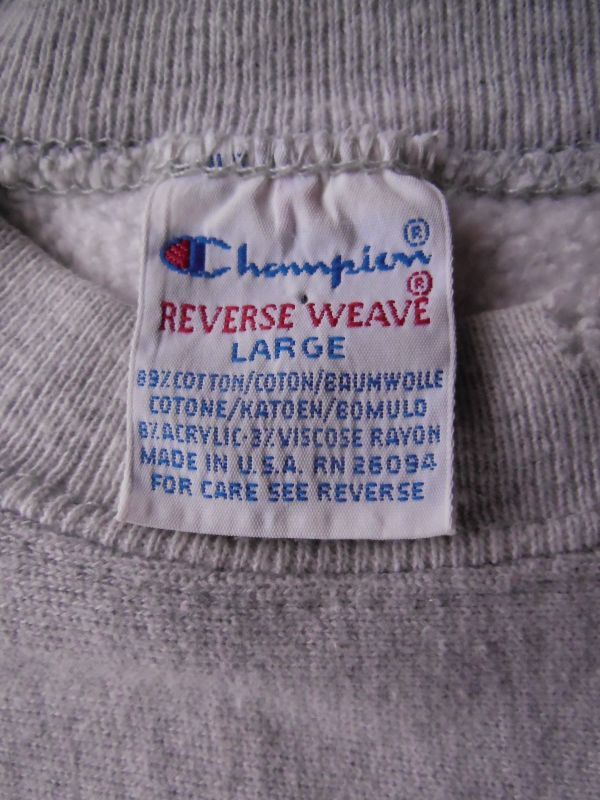 Champion®
REVERSE WEAVE®
LARGE
89% COTTON/COTON/BAUMWOLLE
COTONE/KATOEN/BOMULD
8% ACRYLIC-3% VISCOSE RAYON
MADE IN U.S.A. RN 26094
FOR CARE SEE REVERSE